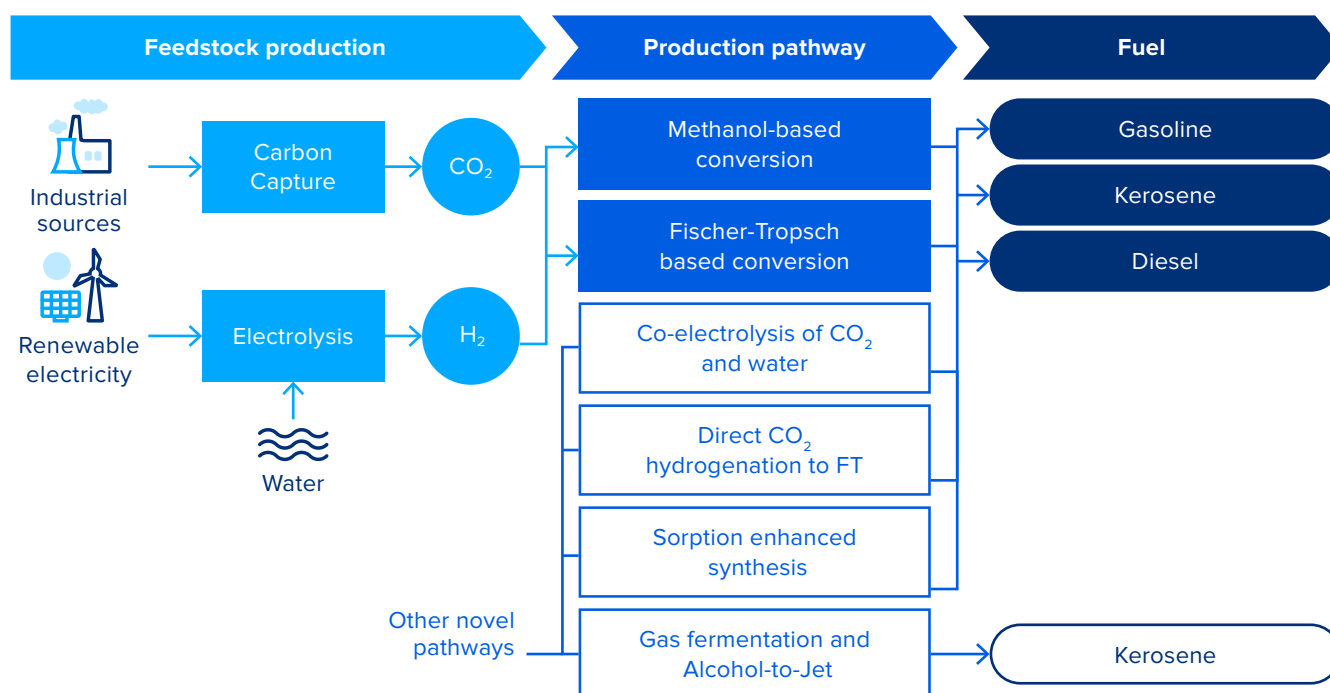 Feedstock production
Production pathway
Fuel
Industrial
sources
Carbon
Capture
CO₂
Renewable
electricity
Electrolysis
H₂
Water
Methanol-based
conversion
Fischer-Tropsch
based conversion
Co-electrolysis of CO₂
and water
Direct CO₂
hydrogenation to FT
Sorption enhanced
synthesis
Other novel
pathways
Gas fermentation and
Alcohol-to-Jet
Gasoline
Kerosene
Diesel
Kerosene